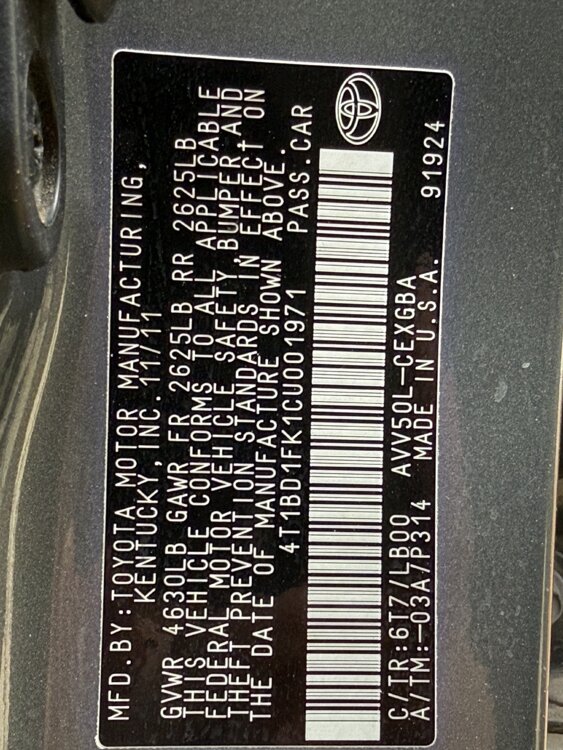 MFD.BY:TOYOTA MOTOR MANUFACTURING,
KENTUCKY,INC.11/11
GVWR 4630LB GAWR FR 2625LB RR 2625LB
THIS VEHICLE CONFORMS TO ALL APPLICABLE
FEDERAL MOTOR VEHICLE SAFETY,BUMPER,AND
THEFT PREVENTION STANDARDS IN EFFECT ON
THE DATE OF MANUFACTURE SHOWN ABOVE.
4T1BD1FK1CU001971 PASS.CAR
C/TR:6T7/LB00 AVV50L-CEXGBA
A/TM:-03A/P314 MADE IN U.S.A. 91924